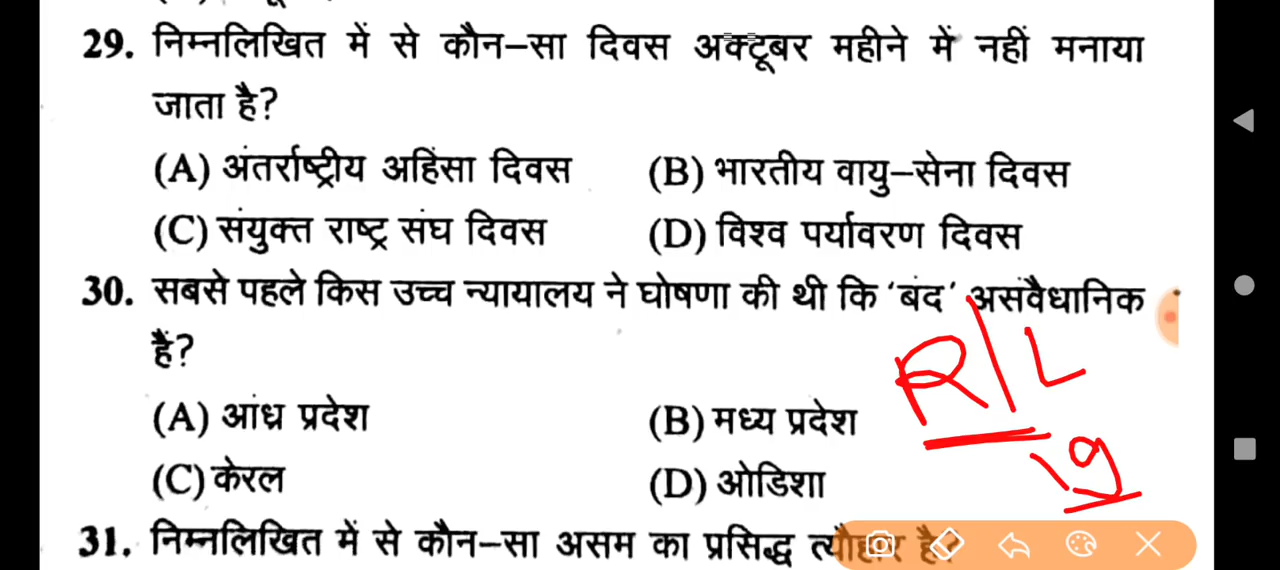 29. निम्नलिखित में से कौन-सा दिवस अक्टूबर महीने में नहीं मनाया
जाता है?
(A) अंतर्राष्ट्रीय अहिंसा दिवस (B) भारतीय वायु-सेना दिवस
(C) संयुक्त राष्ट्र संघ दिवस (D) विश्व पर्यावरण दिवस
30. सबसे पहले किस उच्च न्यायालय ने घोषणा की थी कि 'बंद' असंवैधानिक
हैं?
R/L
(A) आंध्र प्रदेश (B) मध्य प्रदेश
(C) केरल (D) ओडिशा
31. निम्नलिखित में से कौन-सा असम का प्रसिद्ध त्यौहार है?